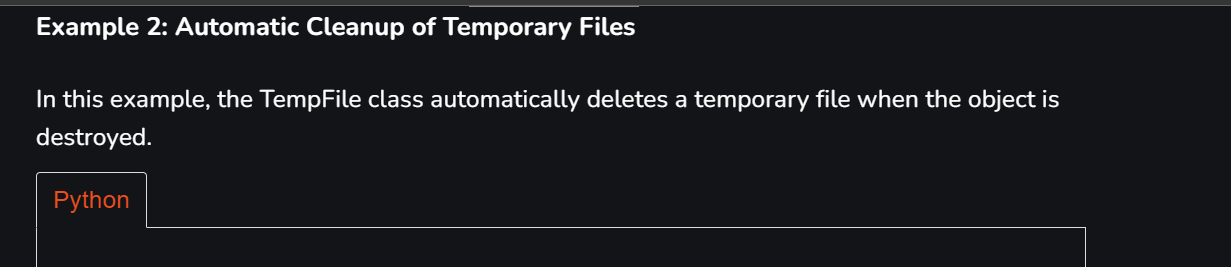 Example 2: Automatic Cleanup of Temporary Files
In this example, the TempFile class automatically deletes a temporary file when the object is
destroyed.
Python